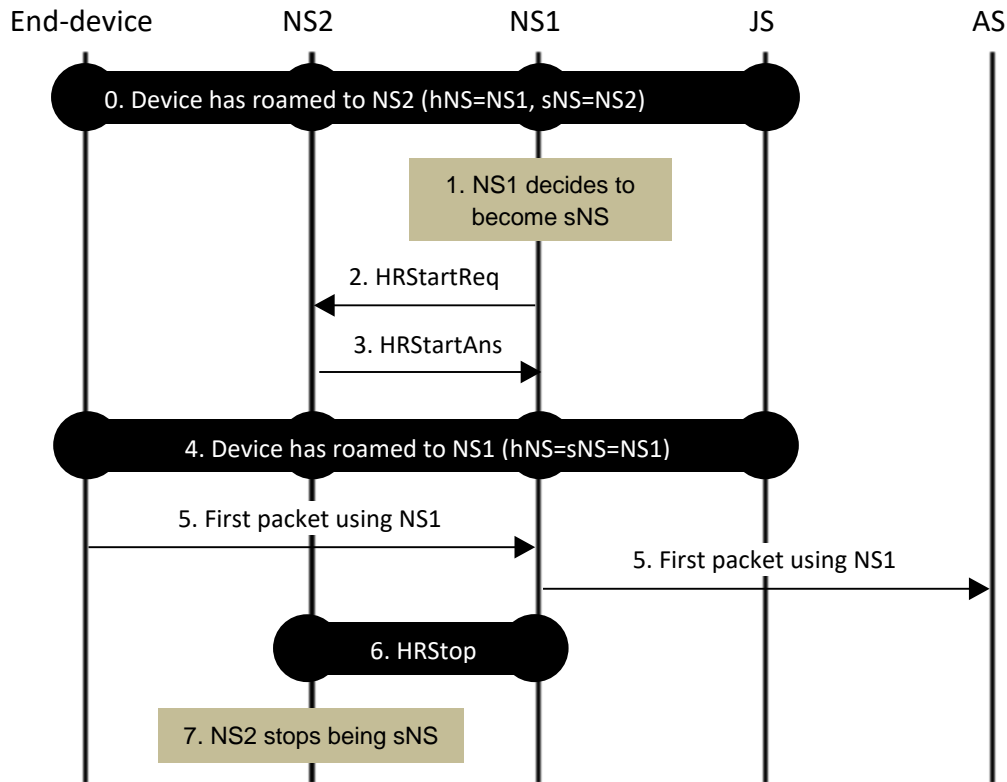 End-device NS2 NS1 JS AS
0. Device has roamed to NS2 (hNS=NS1, sNS=NS2)
1. NS1 decides to
become sNS
2. HRStartReq
3. HRStartAns
4. Device has roamed to NS1 (hNS=sNS=NS1)
5. First packet using NS1
5. First packet using NS1
6. HRStop
7. NS2 stops being sNS